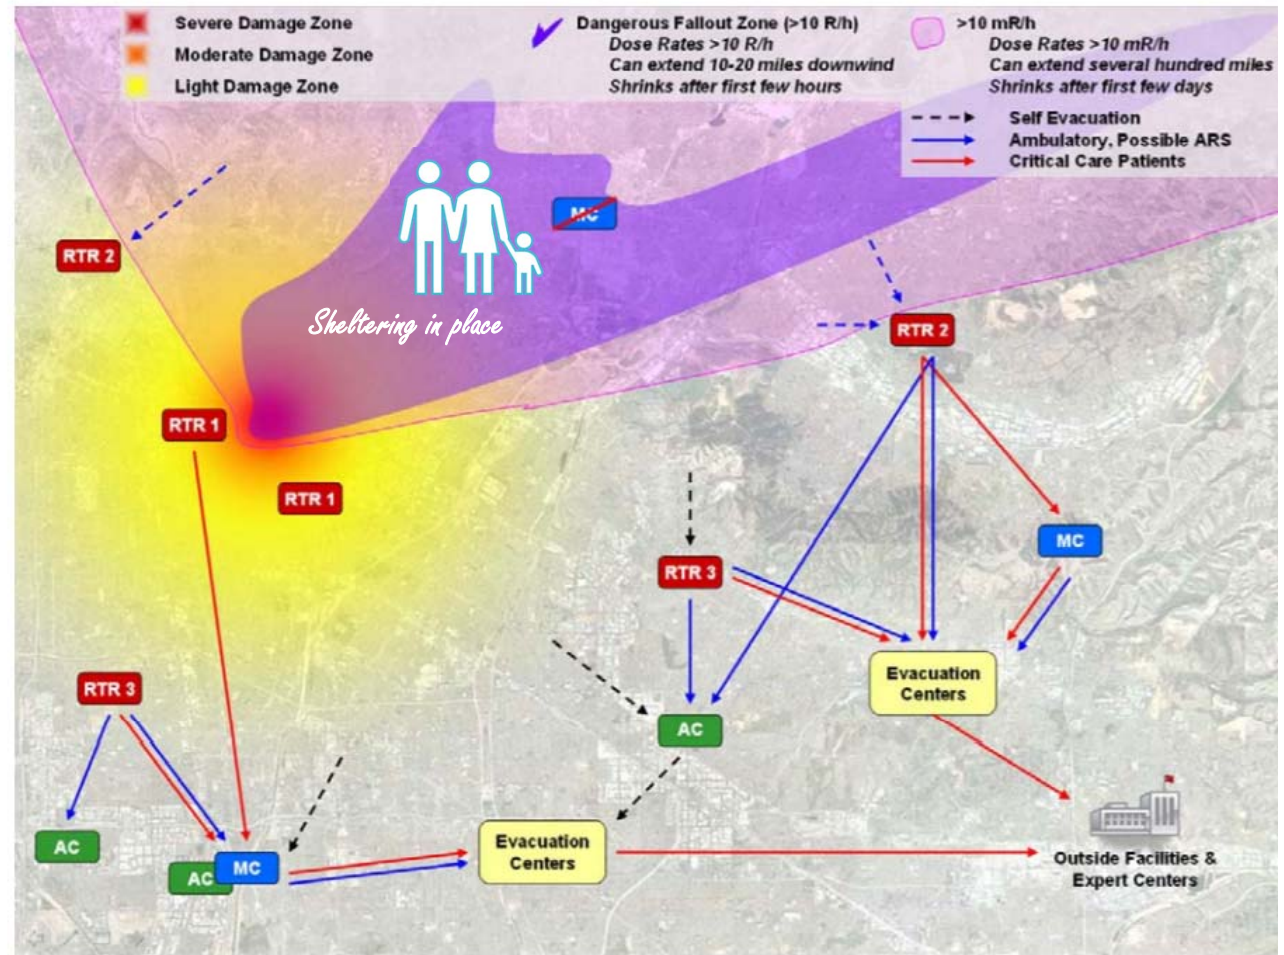 Severe Damage Zone
Moderate Damage Zone
Light Damage Zone
Dangerous Fallout Zone (>10 R/h)
Dose Rates >10 R/h
Can extend 10-20 miles downwind
Shrinks after first few hours
>10 mR/h
Dose Rates >10 mR/h
Can extend several hundred miles
Shrinks after first few days
Self Evacuation
Ambulatory, Possible ARS
Critical Care Patients
MC
RTR 2
Sheltering in place
RTR 2
RTR 1
RTR 1
MC
RTR 3
Evacuation
Centers
RTR 3
AC
AC
AC
MC
Evacuation
Centers
Outside Facilities &
Expert Centers